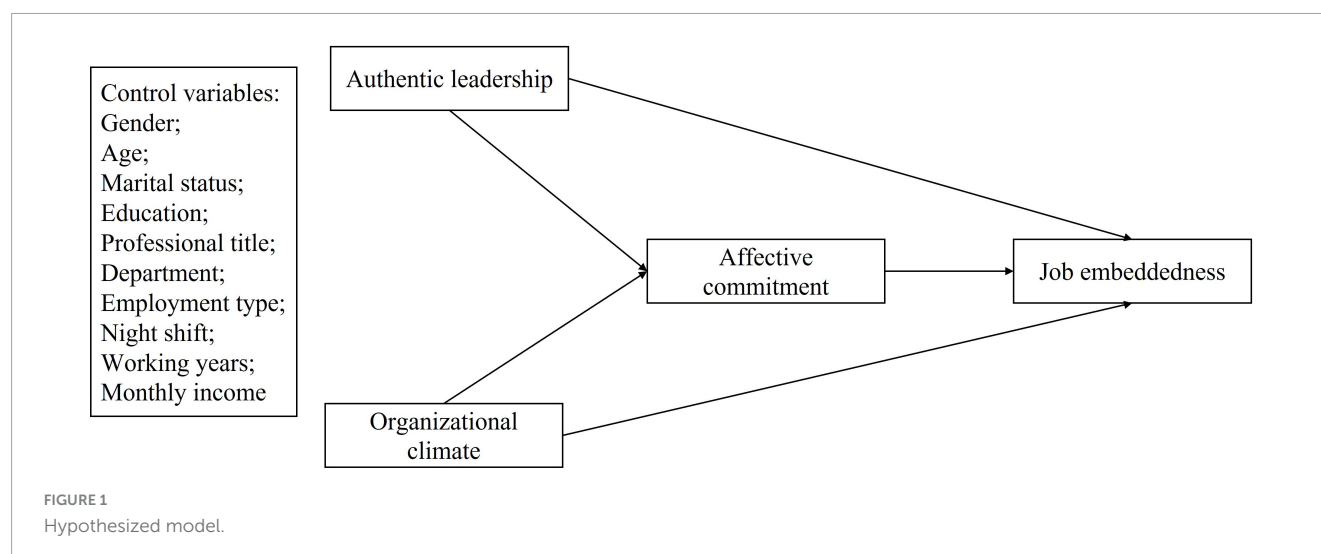 Control variables:
Gender;
Age;
Marital status;
Education;
Professional title;
Department;
Employment type;
Night shift;
Working years;
Monthly income
Authentic leadership
Affective
commitment
Job embeddedness
Organizational
climate
FIGURE 1
Hypothesized model.